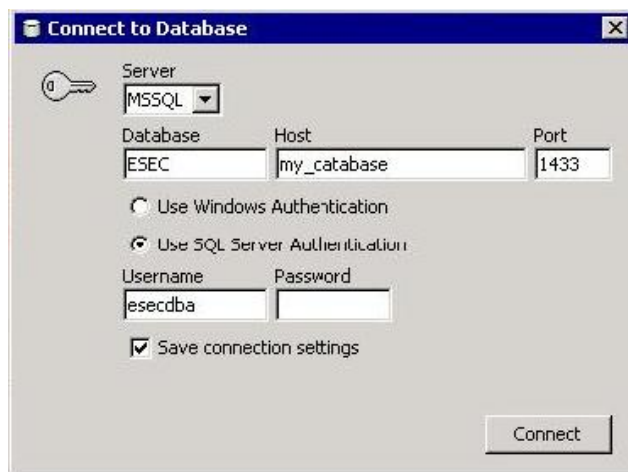 Connect to Database
Server
MSSQL
Database Host Port
ESEC my_catabase 1433
Use Windows Authentication
Use SQL Server Authentication
Username Password
esecdba
Save connection settings
Connect